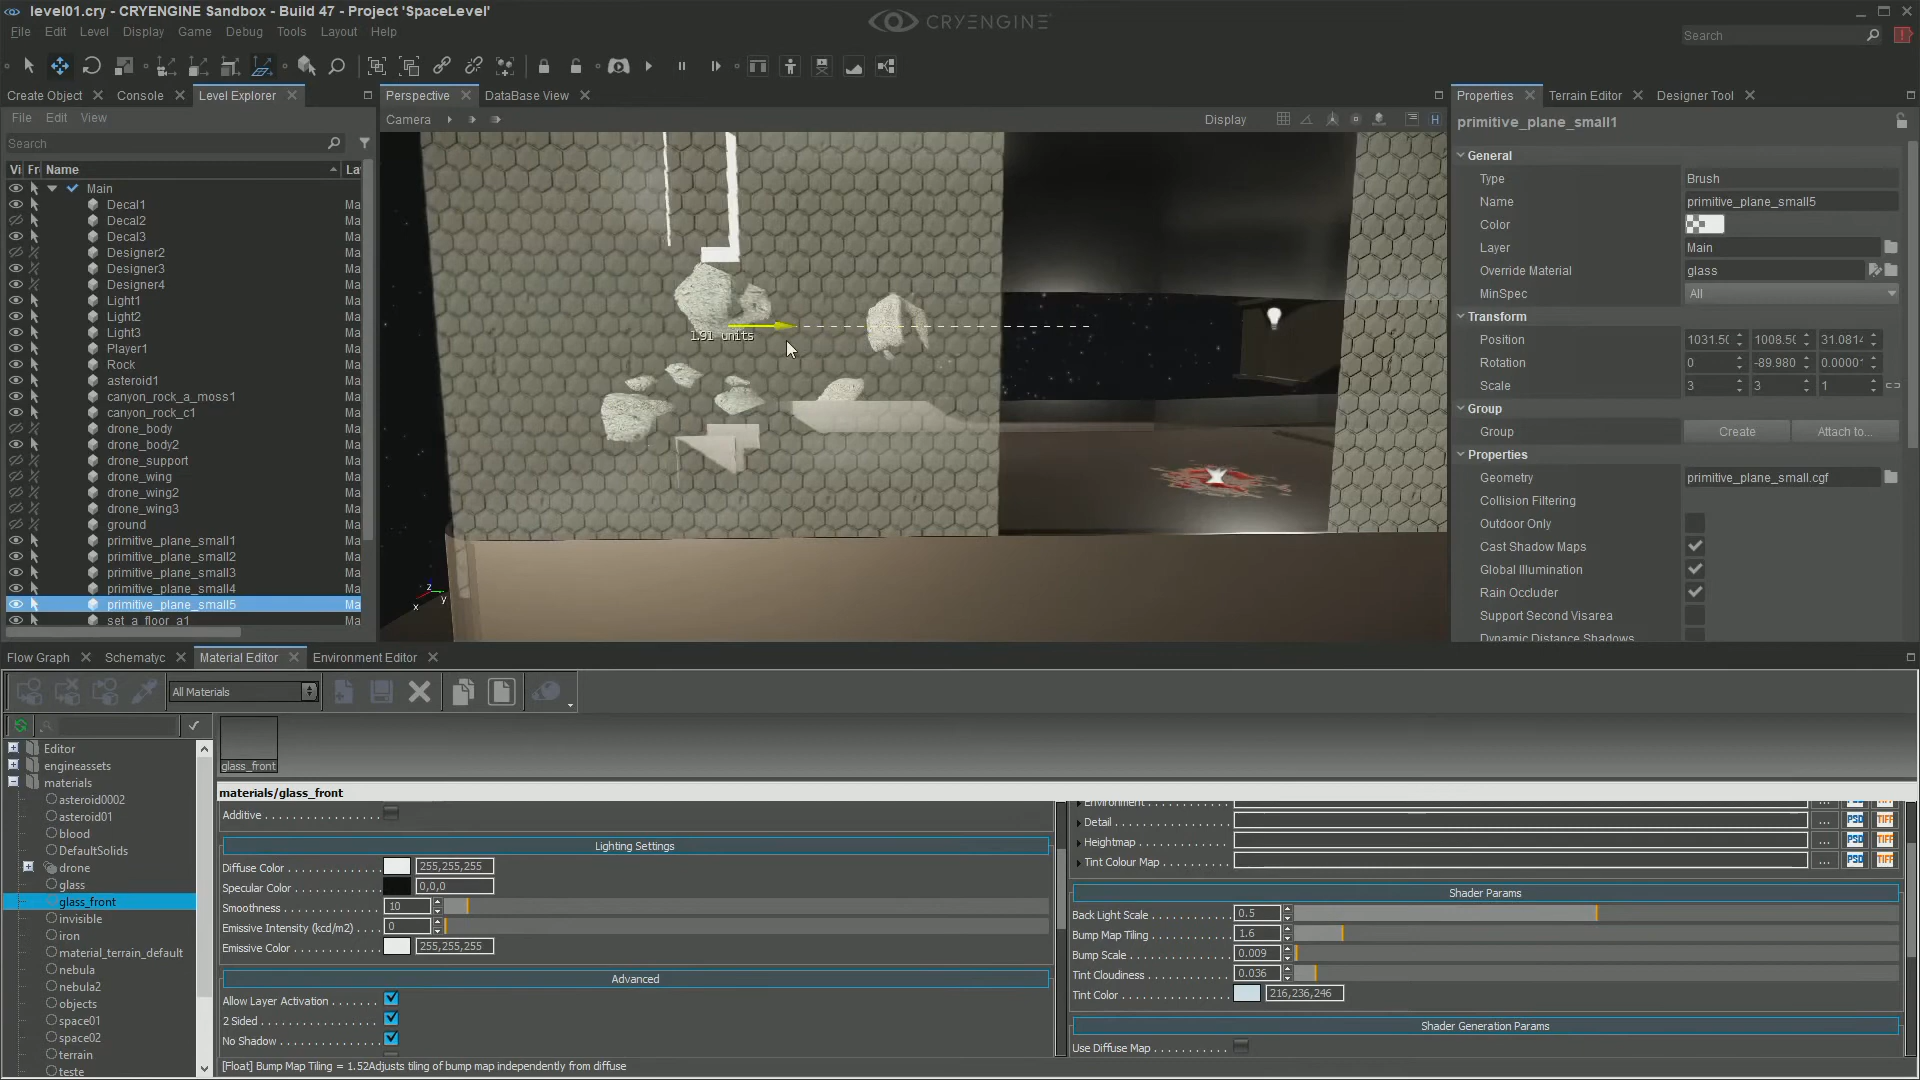 level01.cry - CRYENGINE Sandbox - Build 47 - Project 'SpaceLevel'
CRYENGINE
File Edit Level Display Game Debug Tools Layout Help
Search
Create Object Console Level Explorer
Perspective DataBase View
Properties Terrain Editor Designer Tool
File Edit View
Camera
Display
H
primitive_plane_small1
Search
Vi Fr Name La
Main
Decal1 Ma
Decal2 Ma
Decal3 Ma
Designer2 Ma
Designer3 Ma
Designer4 Ma
Light1 Ma
Light2 Ma
Light3 Ma
Player1 Ma
Rock Ma
asteroid1 Ma
canyon_rock_a_moss1 Ma
canyon_rock_c1 Ma
drone_body Ma
drone_body2 Ma
drone_support Ma
drone_wing Ma
drone_wing2 Ma
drone_wing3 Ma
ground Ma
primitive_plane_small1 Ma
primitive_plane_small2 Ma
primitive_plane_small3 Ma
primitive_plane_small4 Ma
primitive_plane_small5 Ma
set_a_floor_a1 Ma
1.91 units
z
x y
General
Type Brush
Name primitive_plane_small5
Color
Layer Main
Override Material glass
MinSpec All
Transform
Position 1031.50 1008.50 31.0814
Rotation 0 -89.980 0.00001
Scale 3 3 1
Group
Group Create Attach to...
Properties
Geometry primitive_plane_small.cgf
Collision Filtering
Outdoor Only
Cast Shadow Maps
Global Illumination
Rain Occluder
Support Second Visarea
Dynamic Distance Shadows
Flow Graph Schematyc Material Editor Environment Editor
All Materials
Editor
engineassets
materials
asteroid0002
asteroid01
blood
DefaultSolids
drone
glass
glass_front
invisible
iron
material_terrain_default
nebula
nebula2
objects
space01
space02
terrain
teste
glass_front
materials/glass_front
Additive
Lighting Settings
Diffuse Color 255,255,255
Specular Color 0,0,0
Smoothness 10
Emissive Intensity (kcd/m2) 0
Emissive Color 255,255,255
Advanced
Allow Layer Activation
2 Sided
No Shadow
[Float] Bump Map Tiling = 1.52Adjusts tiling of bump map independently from diffuse
Environment ... PSD TIFF
Detail ... PSD TIFF
Heightmap ... PSD TIFF
Tint Colour Map ... PSD TIFF
Shader Params
Back Light Scale 0.5
Bump Map Tiling 1.6
Bump Scale 0.009
Tint Cloudiness 0.036
Tint Color 216,236,246
Shader Generation Params
Use Diffuse Map